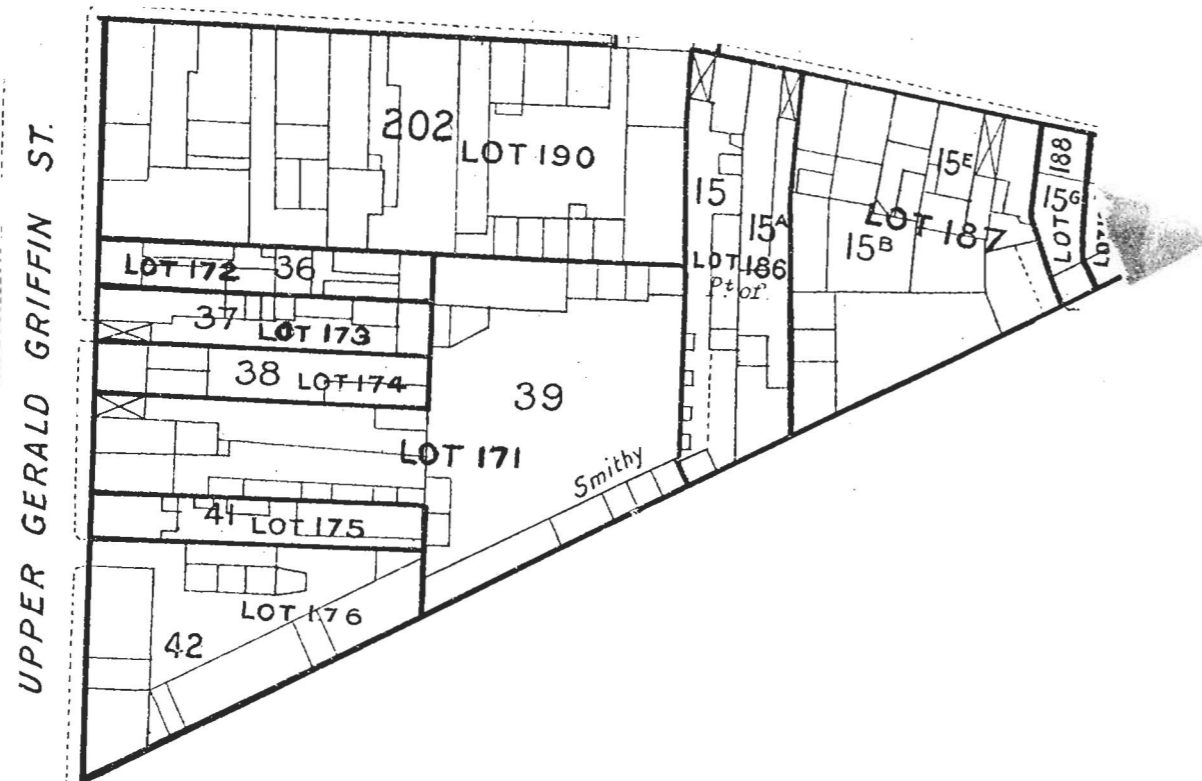 UPPER GERALD GRIFFIN ST.
202
LOT 190
LOT 172
36
37
LOT 173
38
LOT 174
39
LOT 171
41
LOT 175
LOT 176
42
Smithy
15
15A
LOT 186
Pt of
15B
15E
LOT 187
188
15G
LOT
LOT